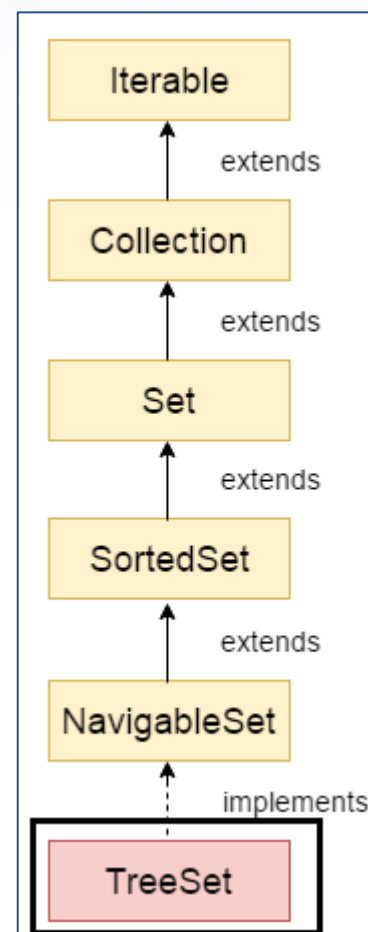 Iterable
extends
Collection
extends
Set
extends
SortedSet
extends
NavigableSet
implements
TreeSet